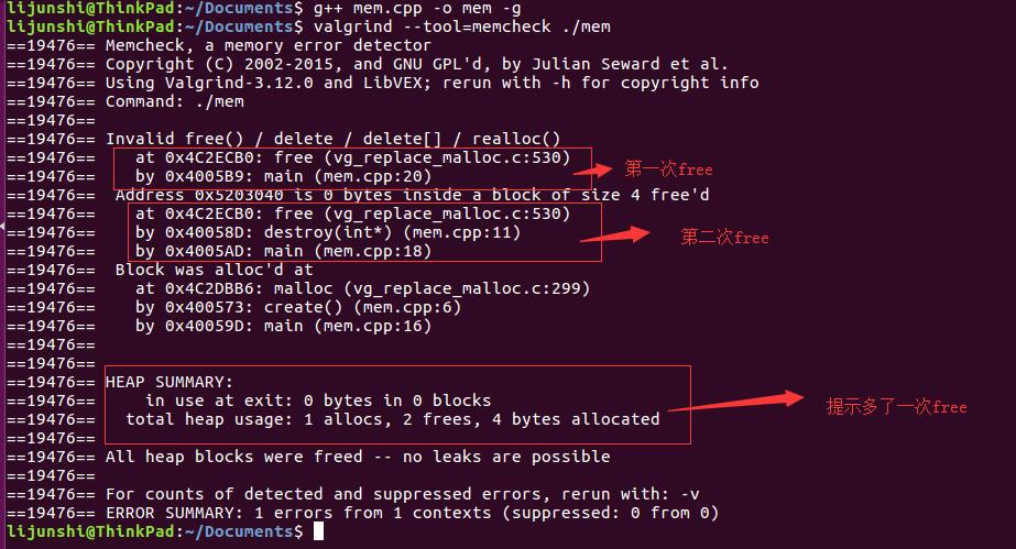 lijunshi@ThinkPad:~/Documents$ g++ mem.cpp -o mem -g
lijunshi@ThinkPad:~/Documents$ valgrind --tool=memcheck ./mem
==19476== Memcheck, a memory error detector
==19476== Copyright (C) 2002-2015, and GNU GPL'd, by Julian Seward et al.
==19476== Using Valgrind-3.12.0 and LibVEX; rerun with -h for copyright info
==19476== Command: ./mem
==19476==
==19476== Invalid free() / delete / delete[] / realloc()
==19476==    at 0x4C2ECB0: free (vg_replace_malloc.c:530)
==19476==    by 0x4005B9: main (mem.cpp:20)
第一次free
==19476==  Address 0x5203040 is 0 bytes inside a block of size 4 free'd
==19476==    at 0x4C2ECB0: free (vg_replace_malloc.c:530)
==19476==    by 0x40058D: destroy(int*) (mem.cpp:11)
==19476==    by 0x4005AD: main (mem.cpp:18)
第二次free
==19476==  Block was alloc'd at
==19476==    at 0x4C2DBB6: malloc (vg_replace_malloc.c:299)
==19476==    by 0x400573: create() (mem.cpp:6)
==19476==    by 0x40059D: main (mem.cpp:16)
==19476==
==19476==
==19476== HEAP SUMMARY:
==19476==     in use at exit: 0 bytes in 0 blocks
==19476==   total heap usage: 1 allocs, 2 frees, 4 bytes allocated
提示多了一次free
==19476==
==19476== All heap blocks were freed -- no leaks are possible
==19476==
==19476== For counts of detected and suppressed errors, rerun with: -v
==19476== ERROR SUMMARY: 1 errors from 1 contexts (suppressed: 0 from 0)
lijunshi@ThinkPad:~/Documents$